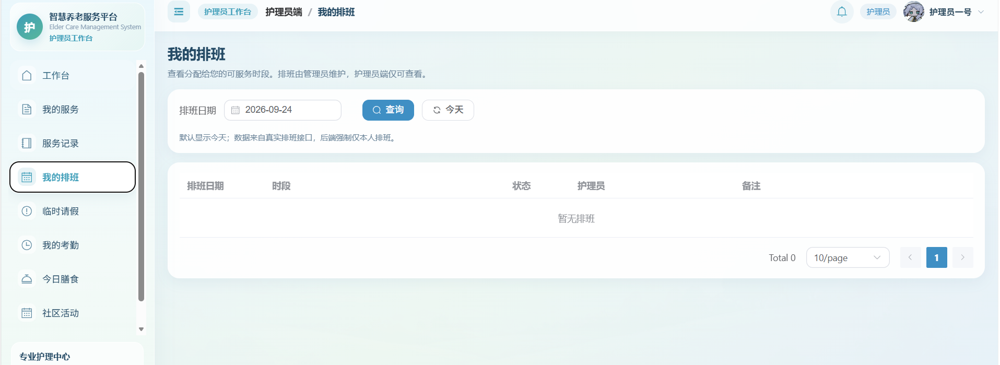 护
智慧养老服务平台
Elder Care Management System
护理员工作台
工作台
我的服务
服务记录
我的排班
临时请假
我的考勤
今日膳食
社区活动
专业护理中心
护理员工作台 护理员端 / 我的排班
护理员 护理员一号
我的排班
查看分配给您的可服务时段。排班由管理员维护，护理员端仅可查看。
排班日期 2026-09-24 查询 今天
默认显示今天；数据来自真实排班接口，后端强制仅本人排班。
排班日期 时段 状态 护理员 备注
暂无排班
Total 0 10/page 1